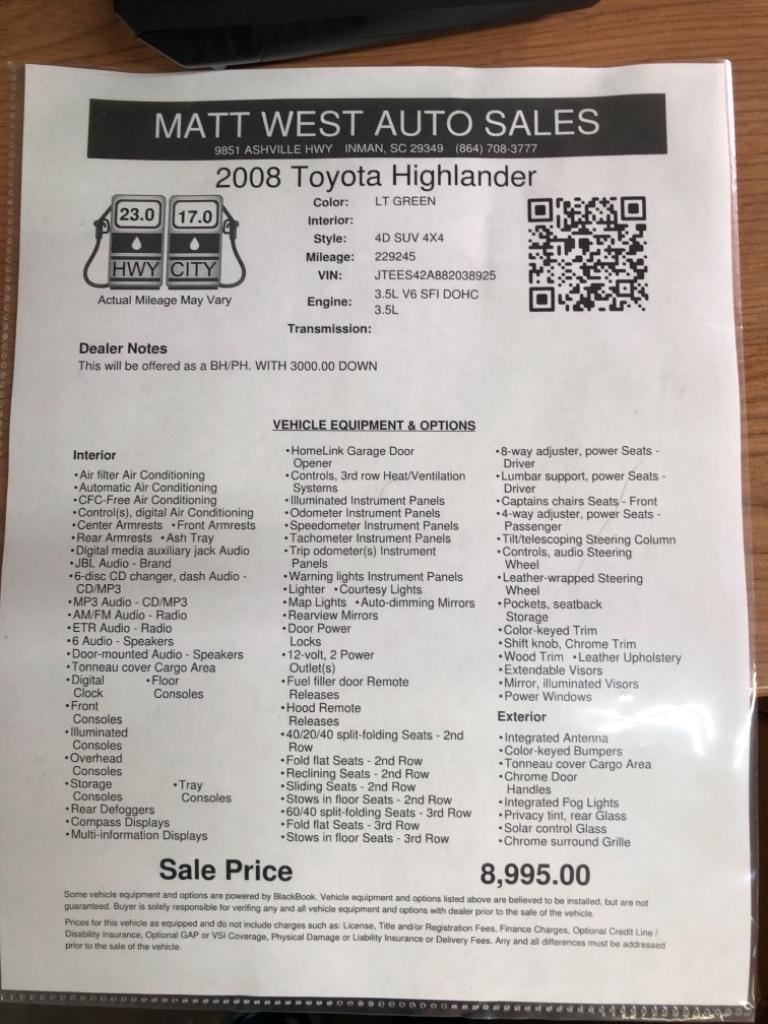 MATT WEST AUTO SALES
9851 ASHVILLE HWY INMAN, SC 29349 (864) 708-3777
2008 Toyota Highlander
23.0 17.0
HWY CITY
Actual Mileage May Vary
Color: LT GREEN
Interior:
Style: 4D SUV 4X4
Mileage: 229245
VIN: JTEES42A882038925
Engine: 3.5L V6 SFI DOHC
3.5L
Transmission:
Dealer Notes
This will be offered as a BH/PH. WITH 3000.00 DOWN
VEHICLE EQUIPMENT & OPTIONS
Interior
•Air filter Air Conditioning
•Automatic Air Conditioning
•CFC-Free Air Conditioning
•Control(s), digital Air Conditioning
•Center Armrests •Front Armrests
•Rear Armrests •Ash Tray
•Digital media auxiliary jack Audio
•JBL Audio - Brand
•6-disc CD changer, dash Audio -
CD/MP3
•MP3 Audio - CD/MP3
•AM/FM Audio - Radio
•ETR Audio - Radio
•6 Audio - Speakers
•Door-mounted Audio - Speakers
•Tonneau cover Cargo Area
•Digital •Floor
Clock Consoles
•Front
Consoles
•Illuminated
Consoles
•Overhead
Consoles
•Storage •Tray
Consoles Consoles
•Rear Defoggers
•Compass Displays
•Multi-information Displays
•HomeLink Garage Door
Opener
•Controls, 3rd row Heat/Ventilation
Systems
•Illuminated Instrument Panels
•Odometer Instrument Panels
•Speedometer Instrument Panels
•Tachometer Instrument Panels
•Trip odometer(s) Instrument
Panels
•Warning lights Instrument Panels
•Lighter •Courtesy Lights
•Map Lights •Auto-dimming Mirrors
•Rearview Mirrors
•Door Power
Locks
•12-volt, 2 Power
Outlet(s)
•Fuel filler door Remote
Releases
•Hood Remote
Releases
•40/20/40 split-folding Seats - 2nd
Row
•Fold flat Seats - 2nd Row
•Reclining Seats - 2nd Row
•Sliding Seats - 2nd Row
•Stows in floor Seats - 2nd Row
•60/40 split-folding Seats - 3rd Row
•Fold flat Seats - 3rd Row
•Stows in floor Seats - 3rd Row
•8-way adjuster, power Seats -
Driver
•Lumbar support, power Seats -
Driver
•Captains chairs Seats - Front
•4-way adjuster, power Seats -
Passenger
•Tilt/telescoping Steering Column
•Controls, audio Steering
Wheel
•Leather-wrapped Steering
Wheel
•Pockets, seatback
Storage
•Color-keyed Trim
•Shift knob, Chrome Trim
•Wood Trim •Leather Upholstery
•Extendable Visors
•Mirror, illuminated Visors
•Power Windows
Exterior
•Integrated Antenna
•Color-keyed Bumpers
•Tonneau cover Cargo Area
•Chrome Door
Handles
•Integrated Fog Lights
•Privacy tint, rear Glass
•Solar control Glass
•Chrome surround Grille
Sale Price 8,995.00
Some vehicle equipment and options are powered by BlackBook. Vehicle equipment and options listed above are believed to be installed, but are not
guaranteed. Buyer is solely responsible for verifing any and all vehicle equipment and options with dealer prior to the sale of the vehicle.
Prices for this vehicle as equipped and do not include charges such as: License, Title and/or Registration Fees, Finance Charges, Optional Credit Line /
Disability Insurance, Optional GAP or VSI Coverage, Physical Damage or Liability Insurance or Delivery Fees. Any and all differences must be addressed
prior to the sale of the vehicle.